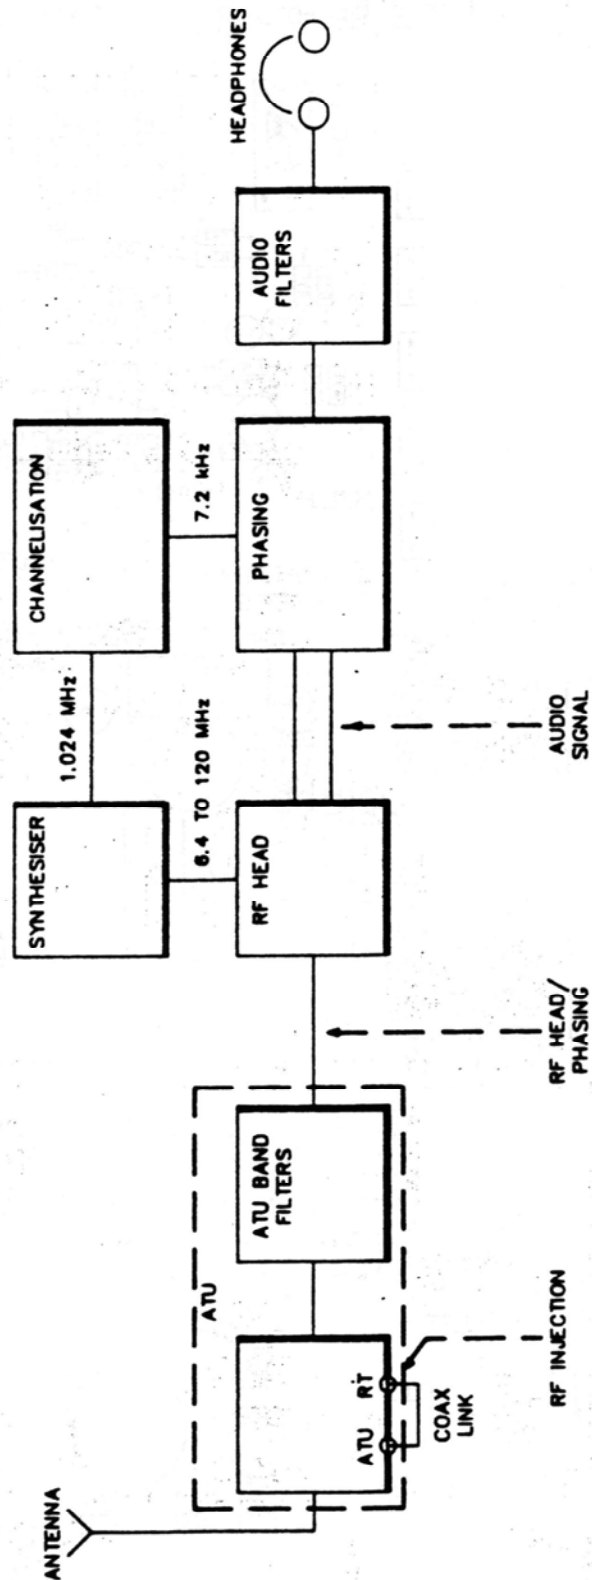 ANTENNA
ATU
ATU RT
COAX
LINK
ATU BAND
FILTERS
RF INJECTION
RF HEAD/
PHASING
SYNTHESISER
1.024 MHz
CHANNELISATION
6.4 TO 120 MHz
7.2 kHz
RF HEAD
PHASING
AUDIO
FILTERS
HEADPHONES
AUDIO
SIGNAL